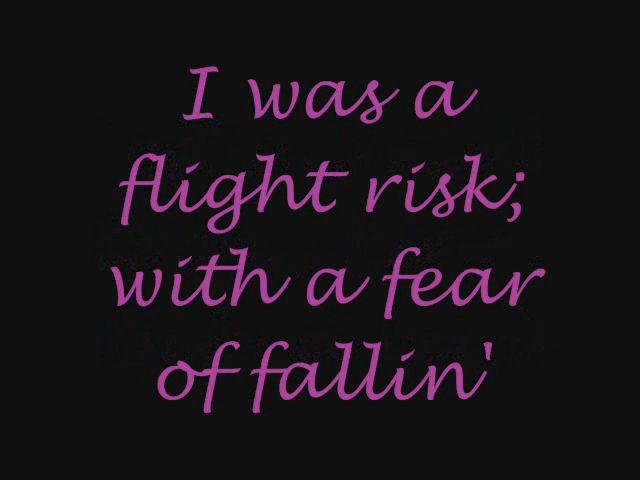 I was a
flight risk;
with a fear
of fallin'